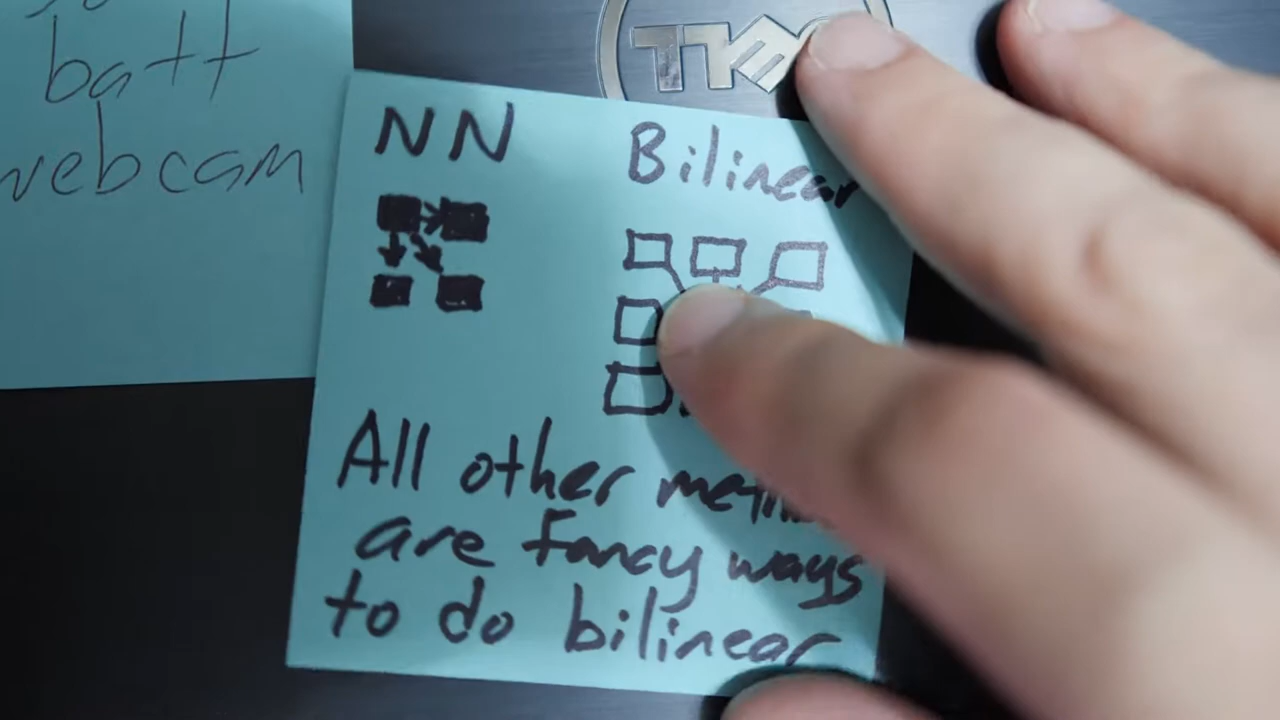 batt
webcam
NN
Bilinear
All other
are fancy ways
to do bilinear